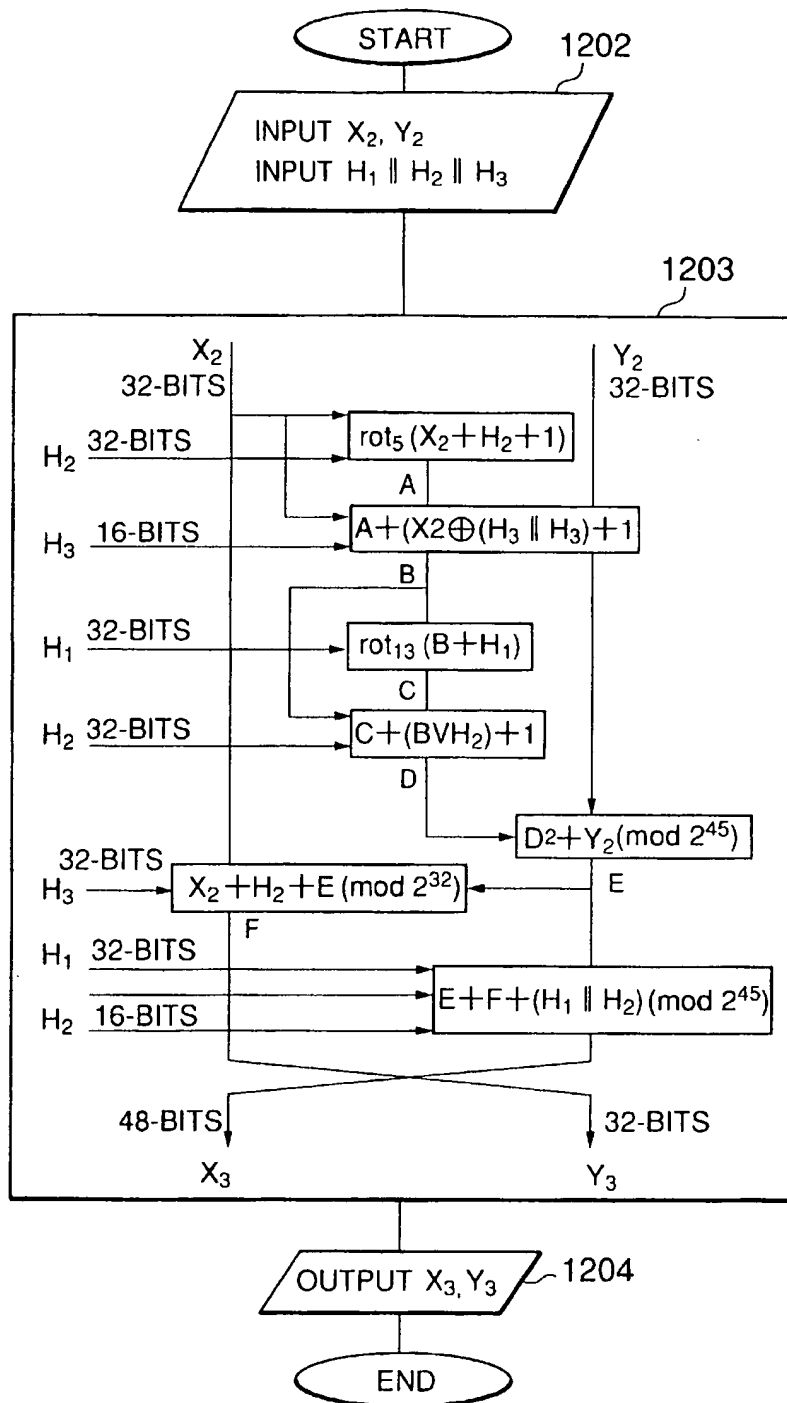 START
1202
INPUT X₂, Y₂
INPUT H₁ ∥ H₂ ∥ H₃
1203
X₂
32-BITS
Y₂
32-BITS
H₂ 32-BITS
rot₅ (X₂+H₂+1)
A
H₃ 16-BITS
A+(X2⊕(H₃ ∥ H₃)+1
B
H₁ 32-BITS
rot₁₃ (B+H₁)
C
H₂ 32-BITS
C+(BVH₂)+1
D
D²+Y₂(mod 2⁴⁵)
E
H₃ 32-BITS
X₂+H₂+E (mod 2³²)
F
H₁ 32-BITS
E+F+(H₁ ∥ H₂) (mod 2⁴⁵)
H₂ 16-BITS
48-BITS
32-BITS
X₃
Y₃
OUTPUT X₃, Y₃
1204
END